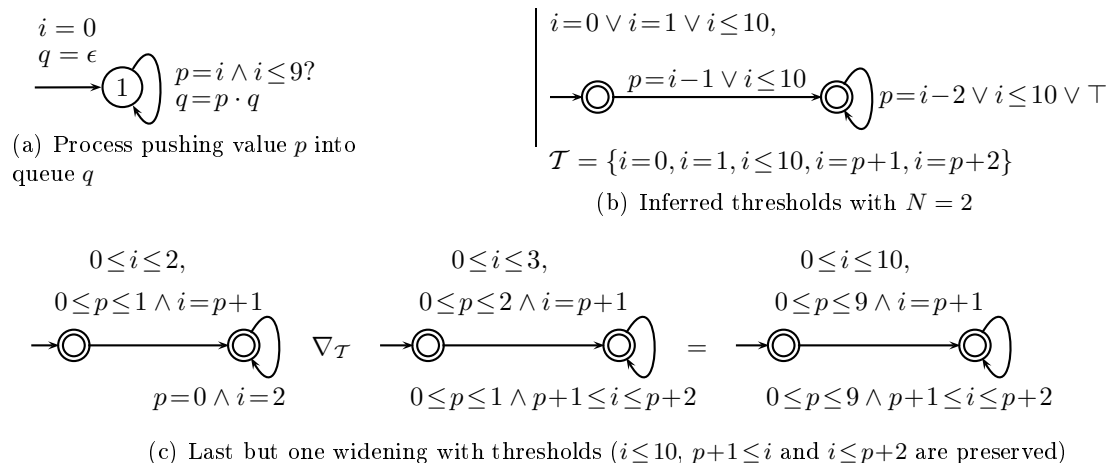 i = 0
q = ϵ
1
p=i ∧ i≤9?
q=p · q
(a) Process pushing value p into
queue q
i=0 ∨ i=1 ∨ i≤10,
p=i−1 ∨ i≤10
p=i−2 ∨ i≤10 ∨ ⊤
𝒯 = {i=0, i=1, i≤10, i=p+1, i=p+2}
(b) Inferred thresholds with N = 2
0≤i≤2,
0≤p≤1 ∧ i=p+1
p=0 ∧ i=2
∇𝒯
0≤i≤3,
0≤p≤2 ∧ i=p+1
0≤p≤1 ∧ p+1≤i≤p+2
=
0≤i≤10,
0≤p≤9 ∧ i=p+1
0≤p≤9 ∧ p+1≤i≤p+2
(c) Last but one widening with thresholds (i≤10, p+1≤i and i≤p+2 are preserved)